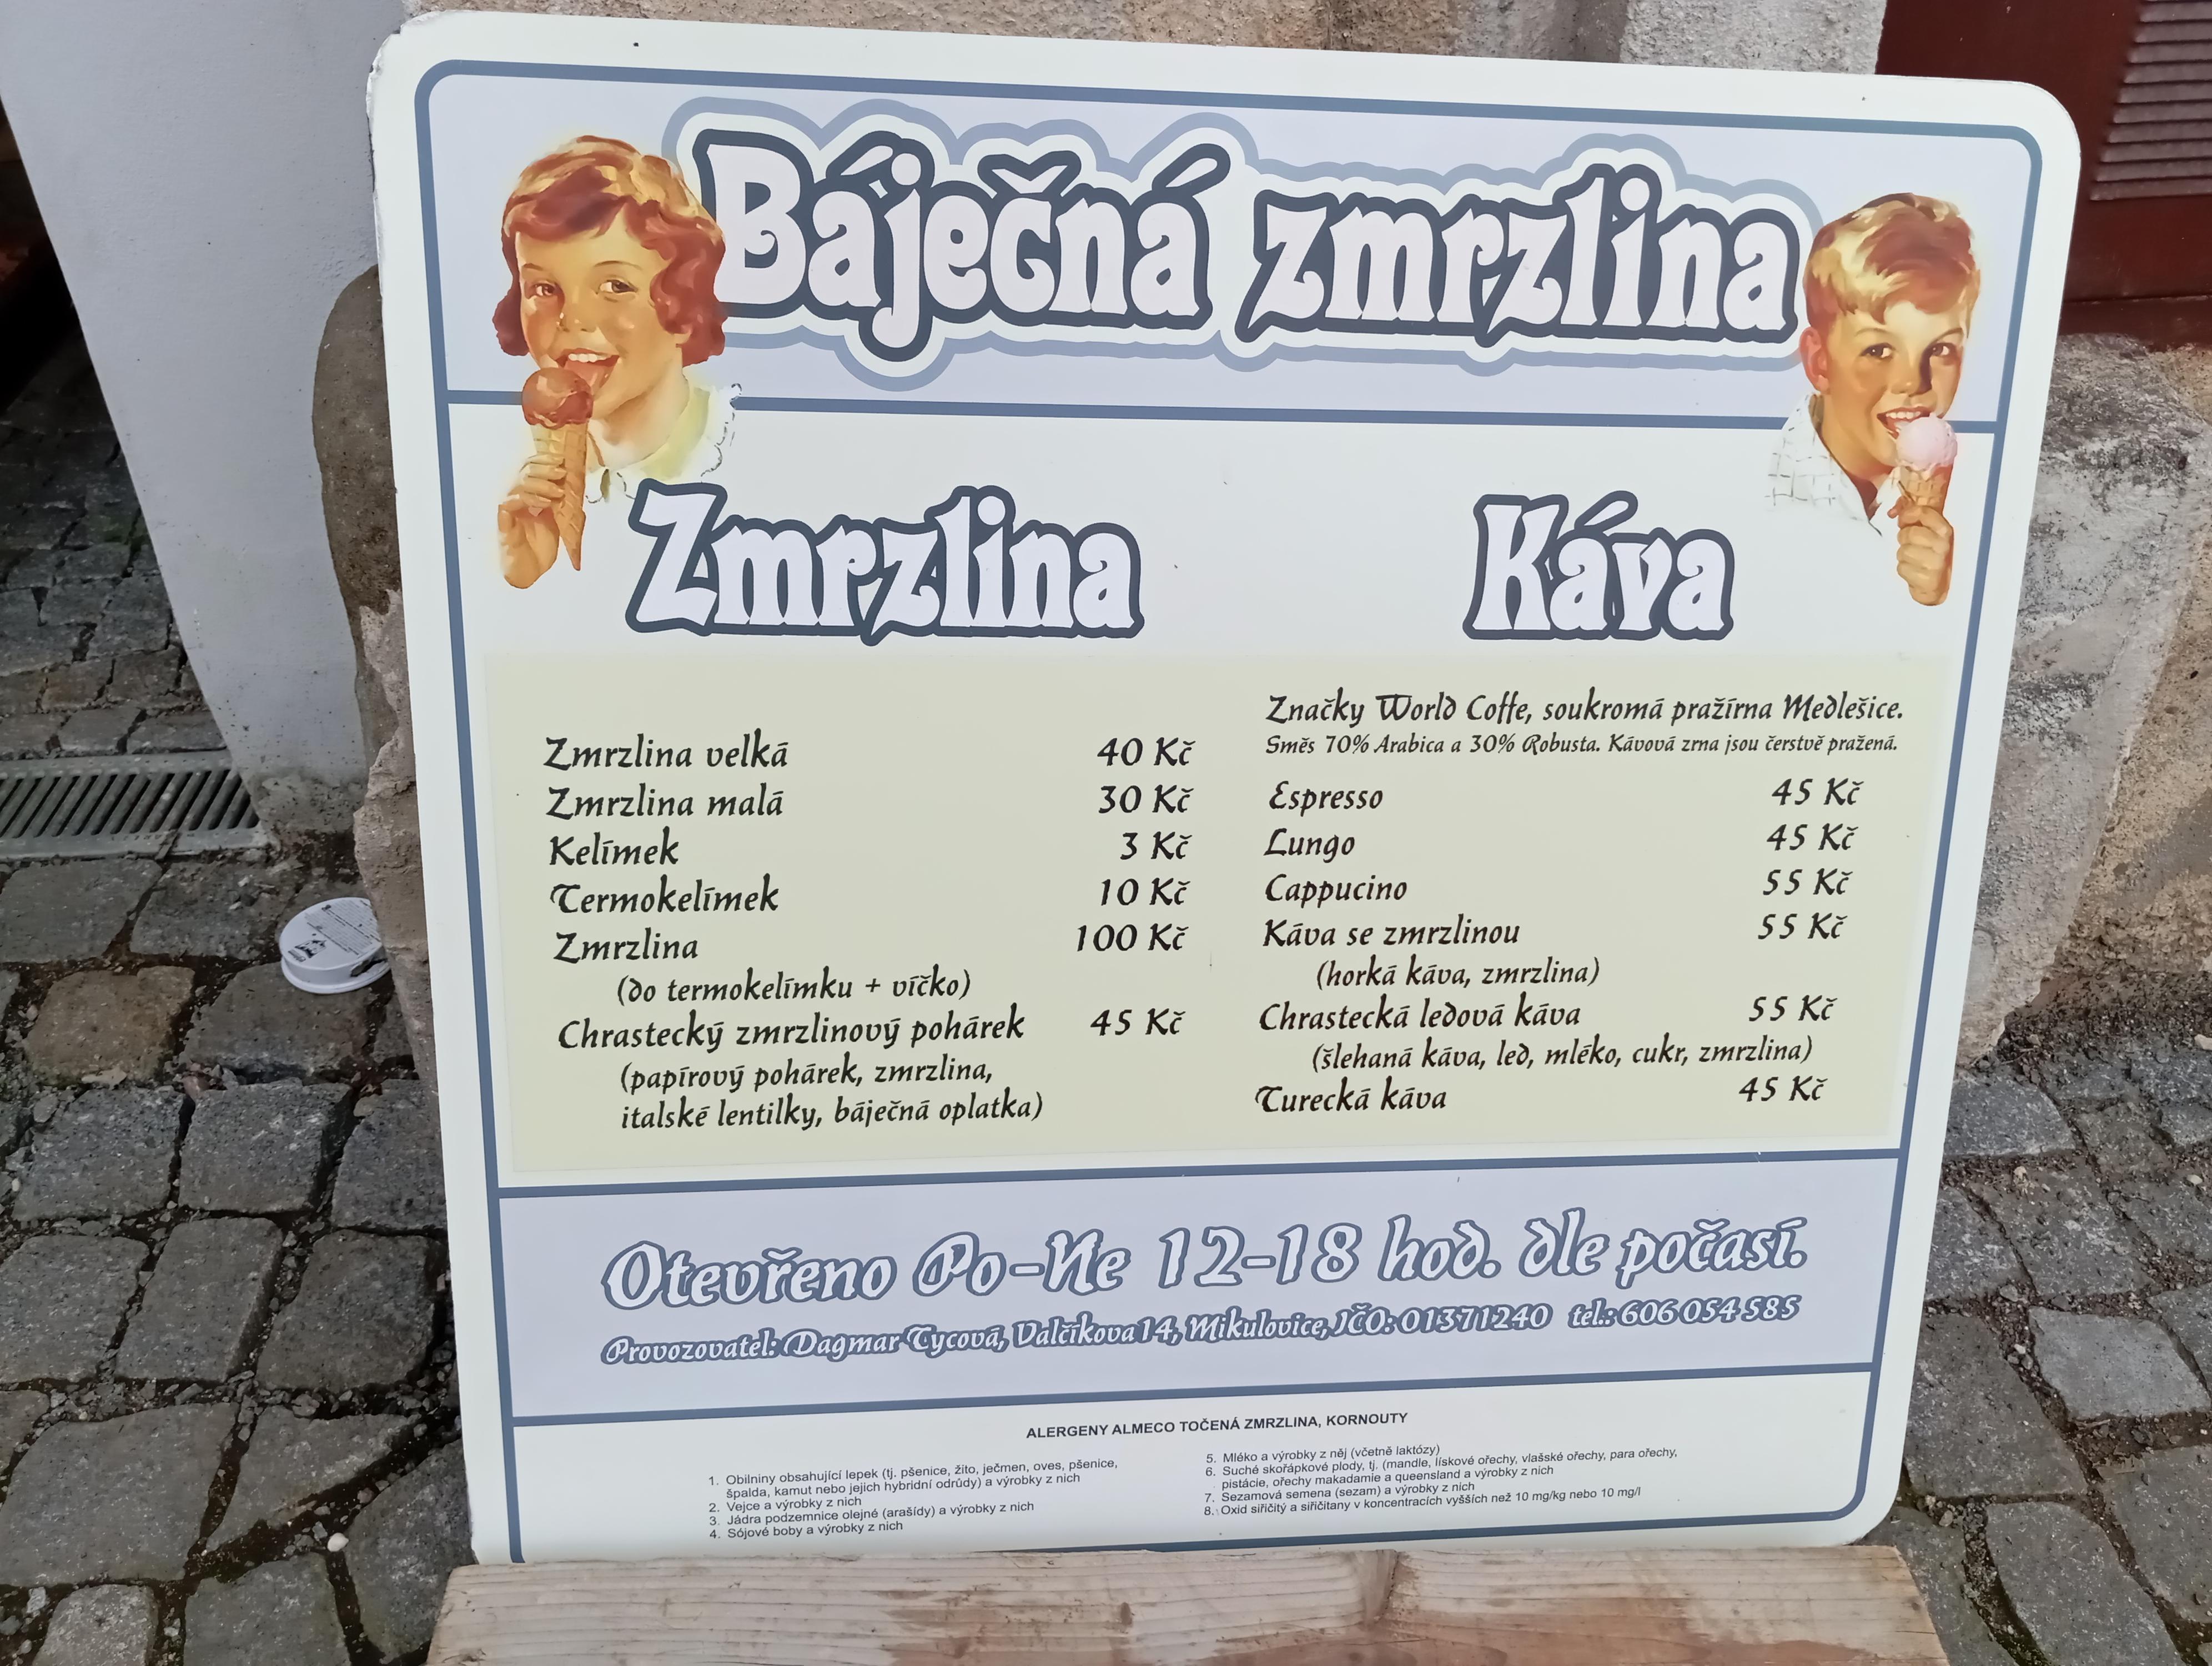 Báječná zmrzlina
Zmrzlina
Zmrzlina velká 40 Kč
Zmrzlina malá 30 Kč
Kelímek 3 Kč
Termokelímek 10 Kč
Zmrzlina 100 Kč
(do termokelímku + víčko)
Chrastecký zmrzlinový pohárek 45 Kč
(papírový pohárek, zmrzlina,
italské lentilky, báječná oplatka)
Káva
Značky World Coffe, soukromá pražírna Medlešice.
Směs 70% Arabica a 30% Robusta. Kávová zrna jsou čerstvě pražená.
Espresso 45 Kč
Lungo 45 Kč
Cappucino 55 Kč
Káva se zmrzlinou 55 Kč
(horká káva, zmrzlina)
Chrastecká ledová káva 55 Kč
(šlehaná káva, led, mléko, cukr, zmrzlina)
Turecká káva 45 Kč
Otevřeno Po-Ne 12-18 hod. dle počasí.
Provozovatel: Dagmar Tycová, Valčíkova 14, Mikulovice, IČO: 01371240 tel.: 606 054 585
ALERGENY ALMECO TOČENÁ ZMRZLINA, KORNOUTY
1. Obilniny obsahující lepek (tj. pšenice, žito, ječmen, oves, pšenice,
špalda, kamut nebo jejich hybridní odrůdy) a výrobky z nich
2. Vejce a výrobky z nich
3. Jádra podzemnice olejné (arašídy) a výrobky z nich
4. Sójové boby a výrobky z nich
5. Mléko a výrobky z něj (včetně laktózy)
6. Suché skořápkové plody, tj. (mandle, lískové ořechy, vlašské ořechy, para ořechy,
pistácie, ořechy makadamie a queensland a výrobky z nich
7. Sezamová semena (sezam) a výrobky z nich
8. Oxid siřičitý a siřičitany v koncentracích vyšších než 10 mg/kg nebo 10 mg/l